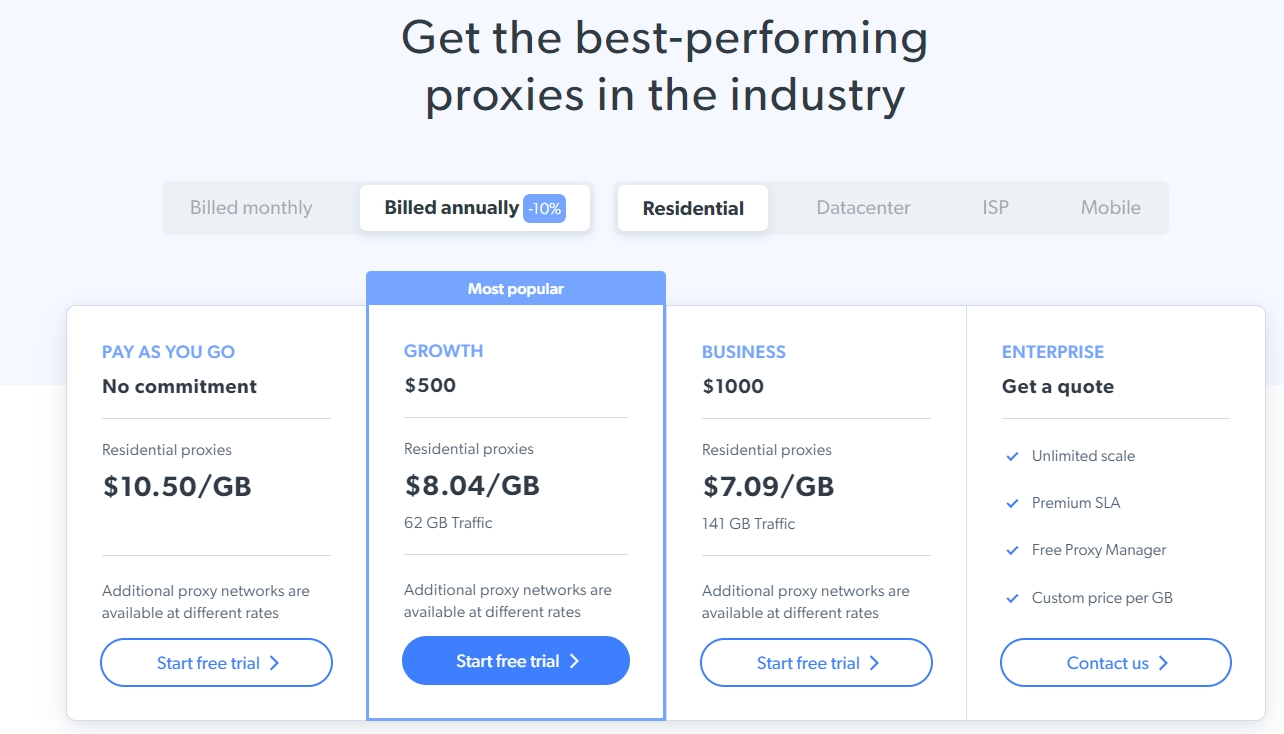 Get the best-performing
proxies in the industry
Billed monthly
Billed annually -10%
Residential
Datacenter
ISP
Mobile
Most popular
PAY AS YOU GO
No commitment
Residential proxies
$10.50/GB
Additional proxy networks are
available at different rates
Start free trial
GROWTH
$500
Residential proxies
$8.04/GB
62 GB Traffic
Additional proxy networks are
available at different rates
Start free trial
BUSINESS
$1000
Residential proxies
$7.09/GB
141 GB Traffic
Additional proxy networks are
available at different rates
Start free trial
ENTERPRISE
Get a quote
Unlimited scale
Premium SLA
Free Proxy Manager
Custom price per GB
Contact us